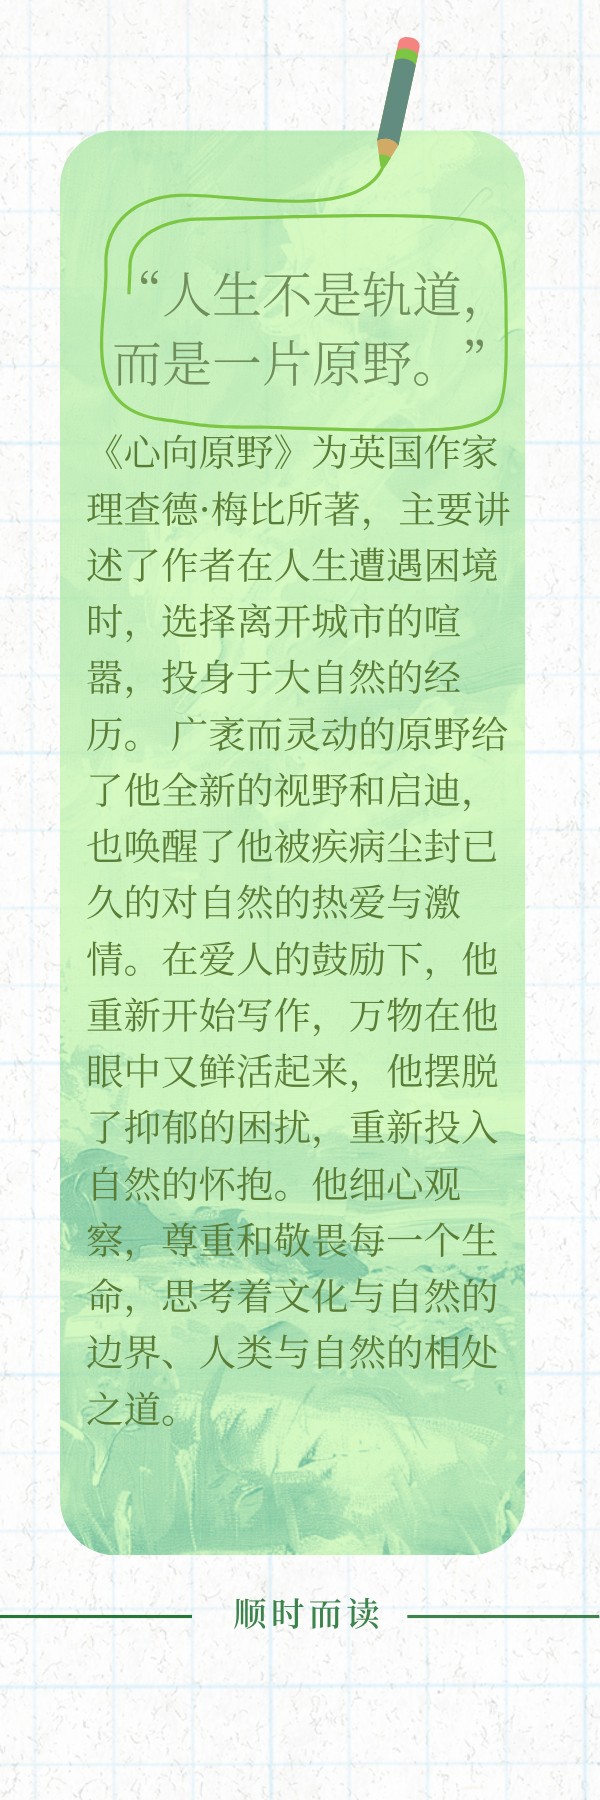 “人生不是轨道，
而是一片原野。”
《心向原野》为英国作家
理查德·梅比所著，主要讲
述了作者在人生遭遇困境
时，选择离开城市的喧
嚣，投身于大自然的经
历。 广袤而灵动的原野给
了他全新的视野和启迪，
也唤醒了他被疾病尘封已
久的对自然的热爱与激
情。在爱人的鼓励下，他
重新开始写作，万物在他
眼中又鲜活起来，他摆脱
了抑郁的困扰，重新投入
自然的怀抱。他细心观
察，尊重和敬畏每一个生
命，思考着文化与自然的
边界、人类与自然的相处
之道。
顺时而读